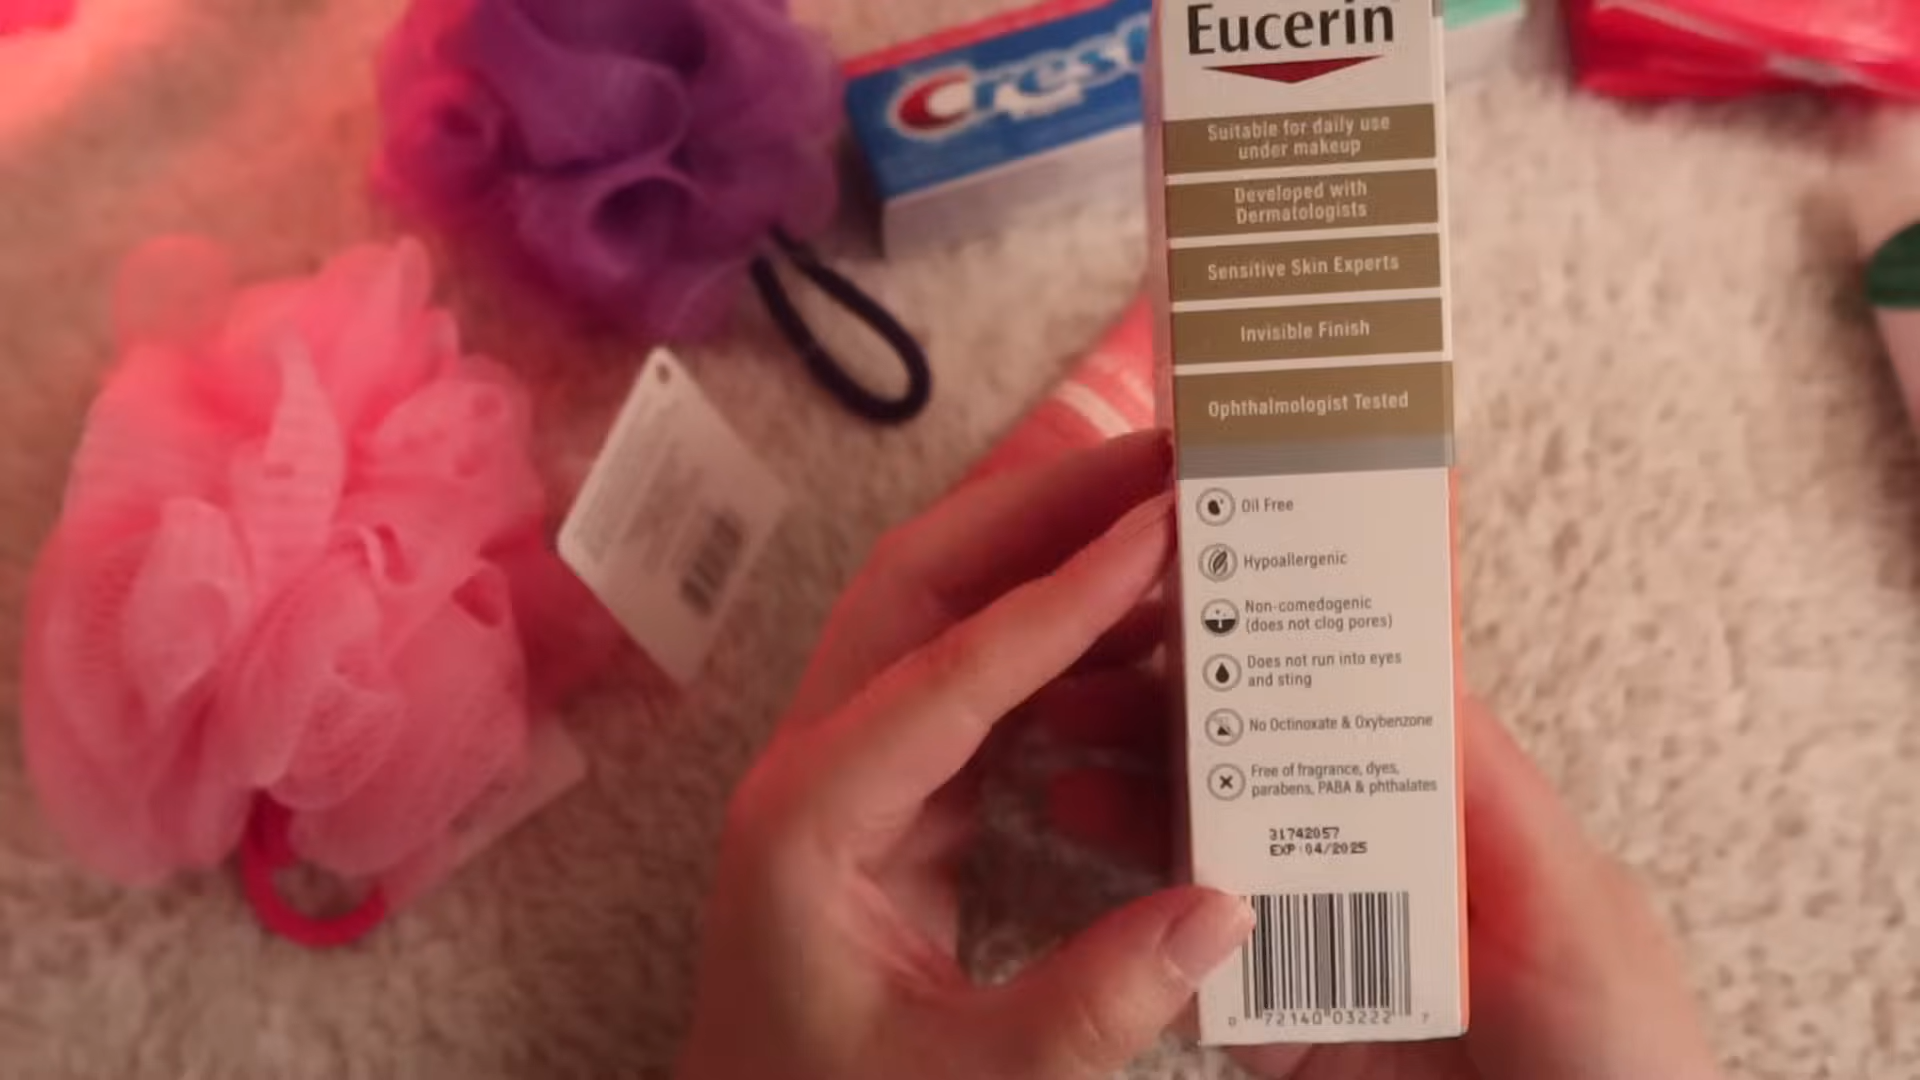 Eucerin
Crest
Suitable for daily use
under makeup
Developed with
Dermatologists
Sensitive Skin Experts
Invisible Finish
Ophthalmologist Tested
Oil Free
Hypoallergenic
Non-comedogenic
(does not clog pores)
Does not run into eyes
and sting
No Octinoxate & Oxybenzone
Free of fragrance, dyes,
parabens, PABA & phthalates
31742057
EXP 04/2025
0 72140 03222 7